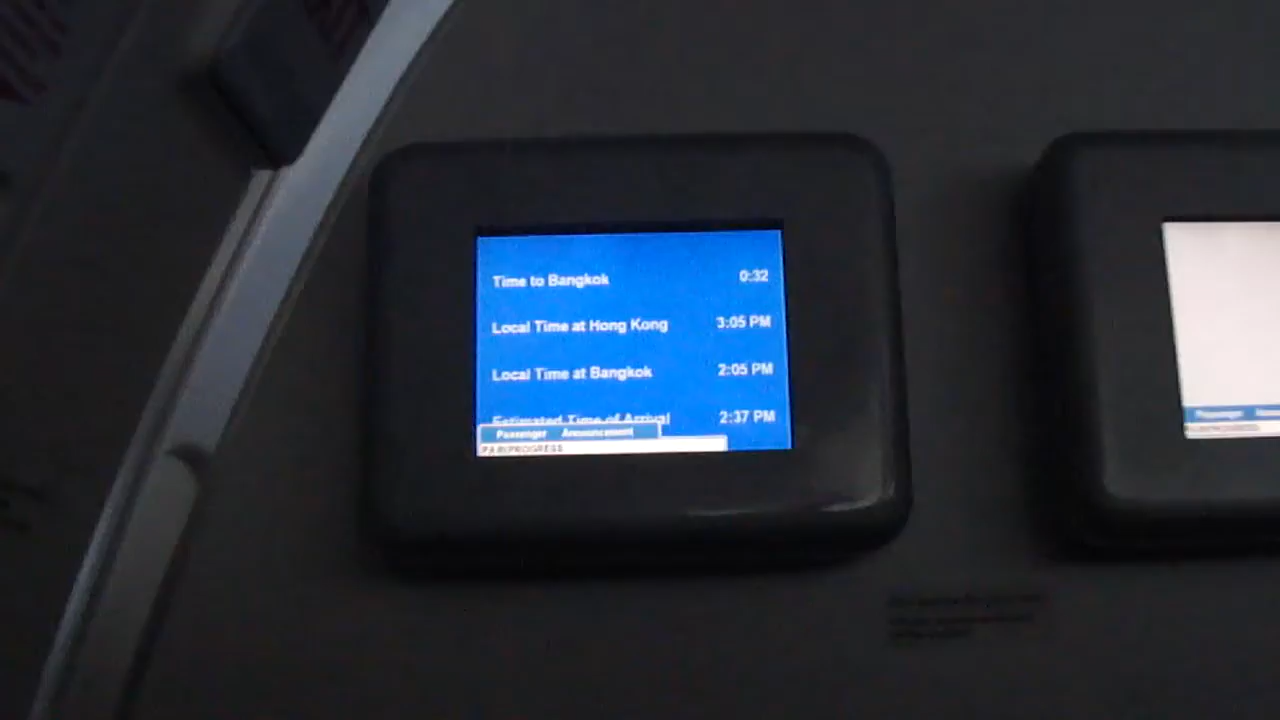 Time to Bangkok 0:32
Local Time at Hong Kong 3:05 PM
Local Time at Bangkok 2:05 PM
Estimated Time of Arrival 2:37 PM
Passenger Announcement
PA IN PROGRESS
Passenger